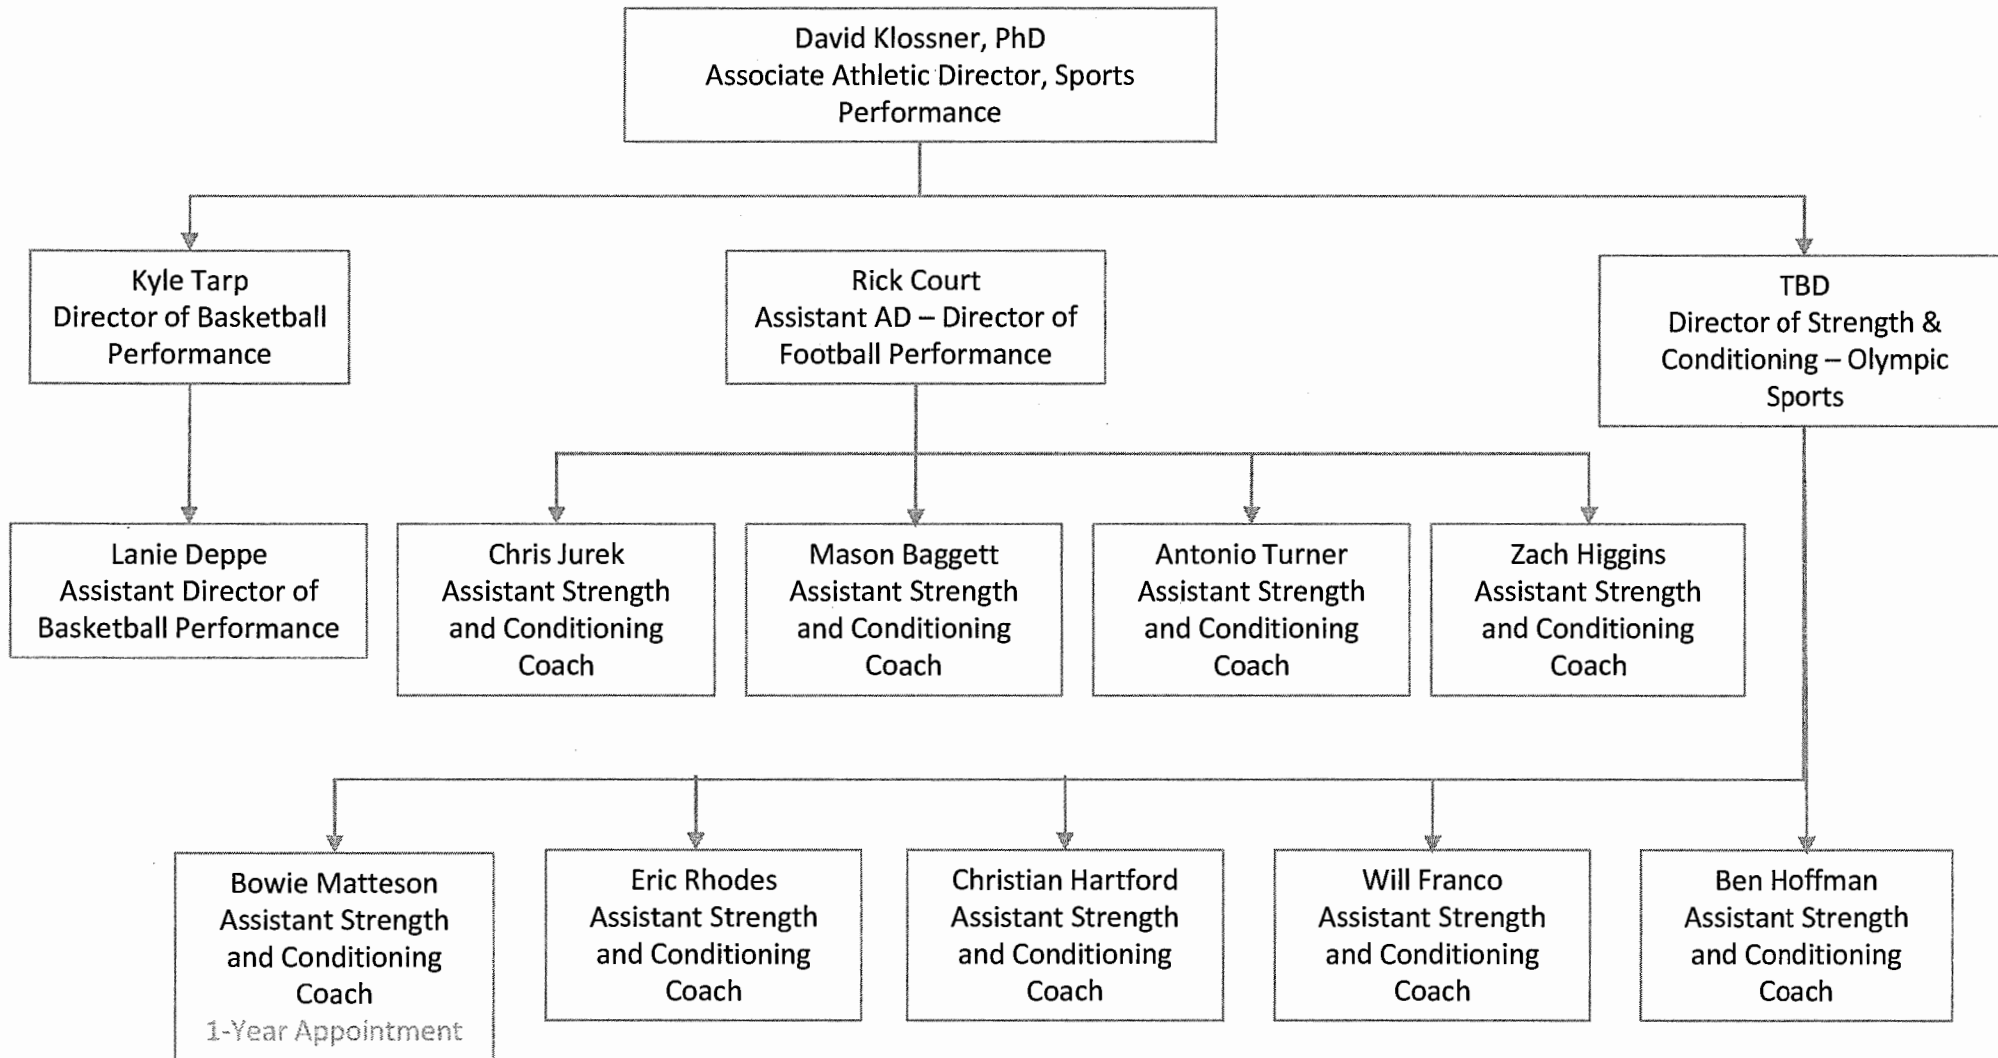 David Klossner, PhD
Associate Athletic Director, Sports
Performance
Kyle Tarp
Director of Basketball
Performance
Rick Court
Assistant AD – Director of
Football Performance
TBD
Director of Strength &
Conditioning – Olympic
Sports
Lanie Deppe
Assistant Director of
Basketball Performance
Chris Jurek
Assistant Strength
and Conditioning
Coach
Mason Baggett
Assistant Strength
and Conditioning
Coach
Antonio Turner
Assistant Strength
and Conditioning
Coach
Zach Higgins
Assistant Strength
and Conditioning
Coach
Bowie Matteson
Assistant Strength
and Conditioning
Coach
1-Year Appointment
Eric Rhodes
Assistant Strength
and Conditioning
Coach
Christian Hartford
Assistant Strength
and Conditioning
Coach
Will Franco
Assistant Strength
and Conditioning
Coach
Ben Hoffman
Assistant Strength
and Conditioning
Coach